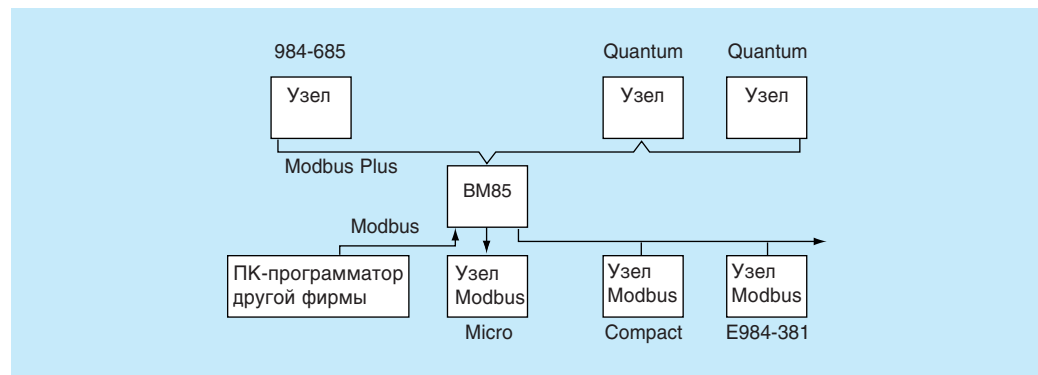 984-685
Quantum
Quantum
Узел
Узел
Узел
Modbus Plus
BM85
Modbus
ПК-программатор
другой фирмы
Узел
Modbus
Узел
Modbus
Узел
Modbus
Micro
Compact
E984-381